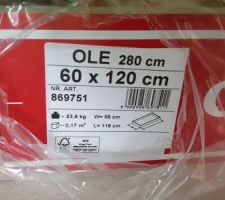 OLE 280 cm
60 x 120 cm
NR. ART.
869751
~ 23,9 kg W= 58 cm
~ 0,17 m³ L= 118 cm
FSC